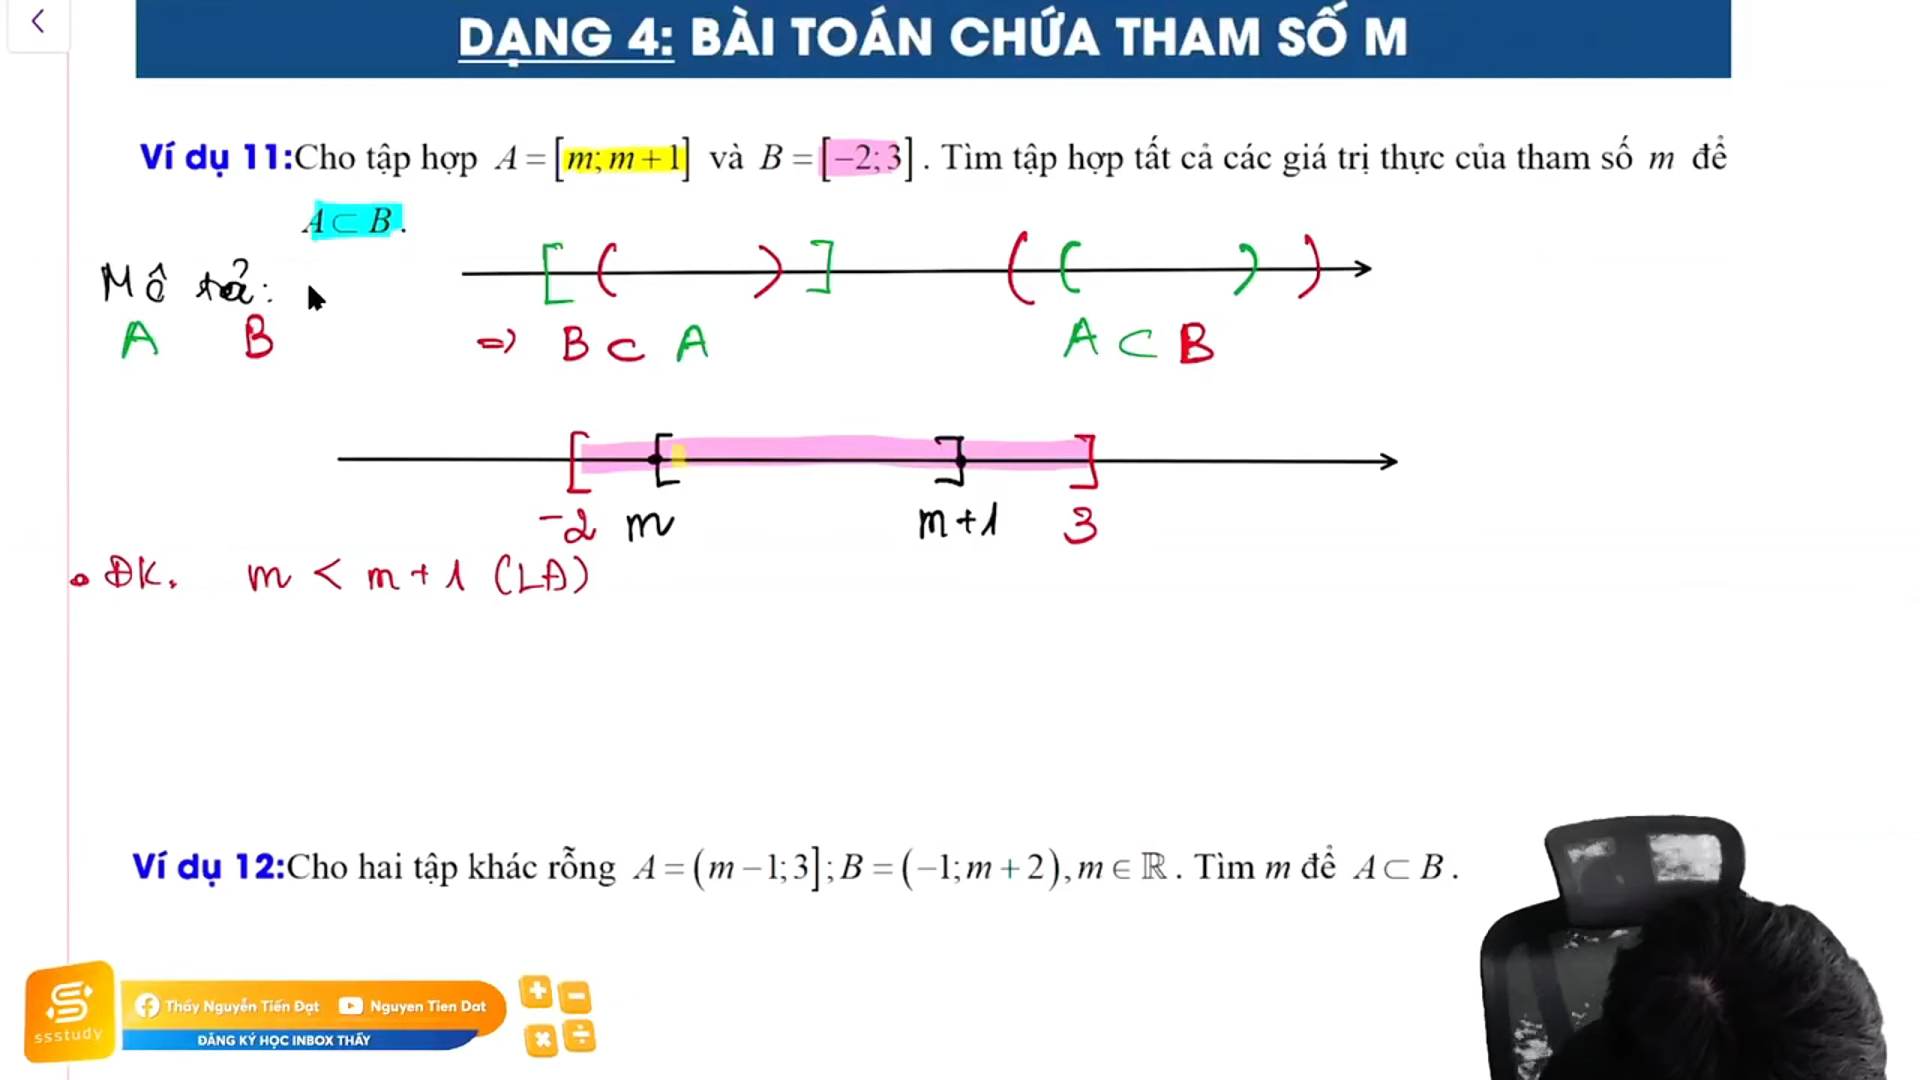 DẠNG 4: BÀI TOÁN CHỨA THAM SỐ M
Ví dụ 11:Cho tập hợp A = [m; m + 1] và B = [−2; 3]. Tìm tập hợp tất cả các giá trị thực của tham số m để
A ⊂ B.
[ ( ) ] ( ( ) )
Mô tả:
A B ⇒ B ⊂ A A ⊂ B
[ [ ] ]
-2 m m+1 3
• ĐK. m < m+1 (LĐ)
Ví dụ 12:Cho hai tập khác rỗng A = (m − 1; 3]; B = (−1; m + 2), m ∈ ℝ. Tìm m để A ⊂ B.
ssstudy
Thầy Nguyễn Tiến Đạt Nguyen Tien Dat
ĐĂNG KÝ HỌC INBOX THẦY
+ − × ÷